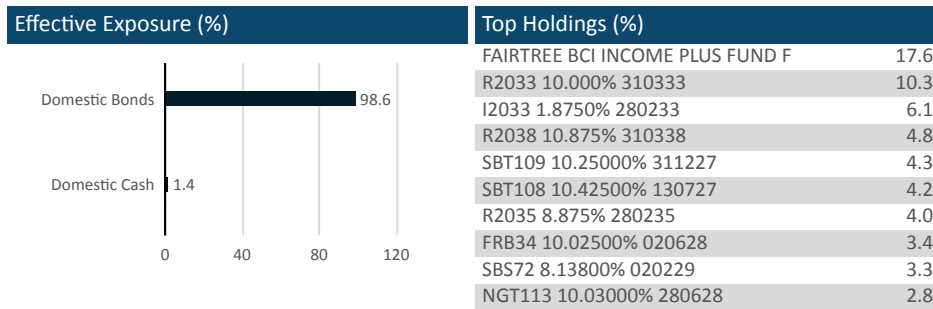 Effective Exposure (%)
Domestic Bonds 98.6
Domestic Cash 1.4
0 40 80 120
Top Holdings (%)
FAIRTREE BCI INCOME PLUS FUND F 17.6
R2033 10.000% 310333 10.3
I2033 1.8750% 280233 6.1
R2038 10.875% 310338 4.8
SBT109 10.25000% 311227 4.3
SBT108 10.42500% 130727 4.2
R2035 8.875% 280235 4.0
FRB34 10.02500% 020628 3.4
SBS72 8.13800% 020229 3.3
NGT113 10.03000% 280628 2.8